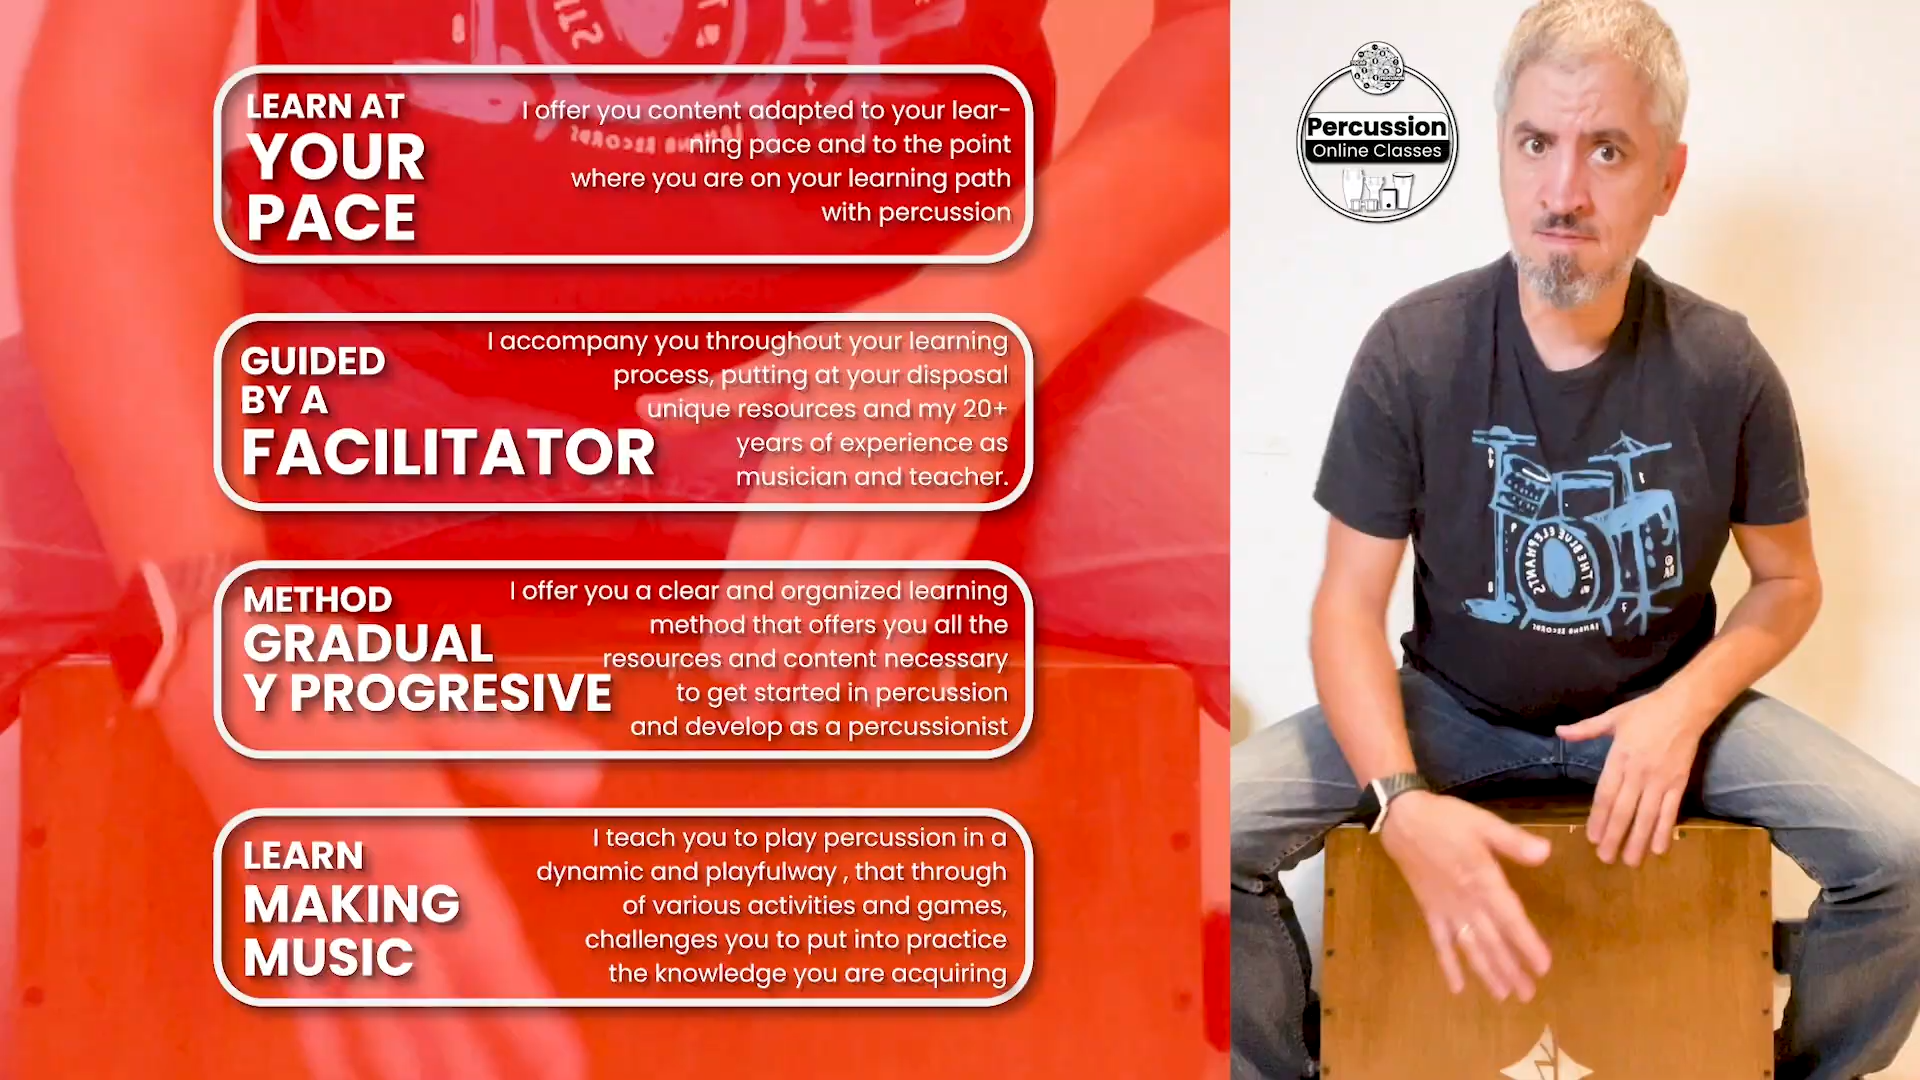 LEARN AT
YOUR
PACE
I offer you content adapted to your lear-
ning pace and to the point
where you are on your learning path
with percussion
GUIDED
BY A
FACILITATOR
I accompany you throughout your learning
process, putting at your disposal
unique resources and my 20+
years of experience as
musician and teacher.
METHOD
GRADUAL
Y PROGRESIVE
I offer you a clear and organized learning
method that offers you all the
resources and content necessary
to get started in percussion
and develop as a percussionist
LEARN
MAKING
MUSIC
I teach you to play percussion in a
dynamic and playfulway , that through
of various activities and games,
challenges you to put into practice
the knowledge you are acquiring
Percussion
Online Classes
THE BLUE ELEPHANTS